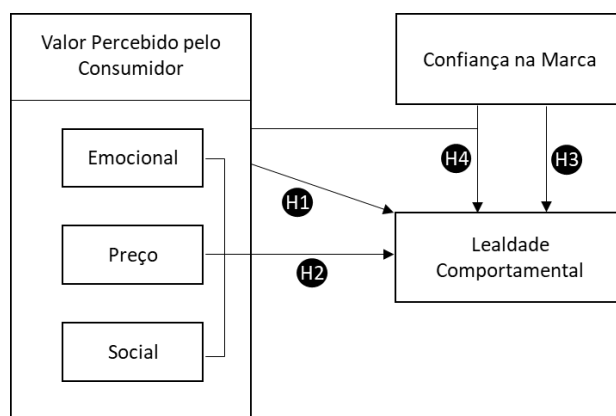 Valor Percebido pelo
Consumidor
Confiança na Marca
Emocional
H4
H3
H1
Preço
H2
Lealdade
Comportamental
Social